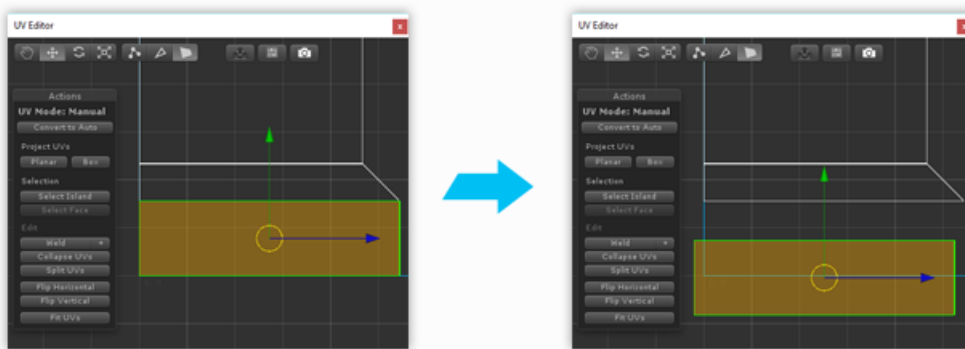 UV Editor
x
Actions
UV Mode: Manual
Convert to Auto
Project UVs
Planar Box
Selection
Select Island
Select Face
Edit
Weld +
Collapse UVs
Split UVs
Flip Horizontal
Flip Vertical
Fit UVs
UV Editor
x
Actions
UV Mode: Manual
Convert to Auto
Project UVs
Planar Box
Selection
Select Island
Select Face
Edit
Weld +
Collapse UVs
Split UVs
Flip Horizontal
Flip Vertical
Fit UVs